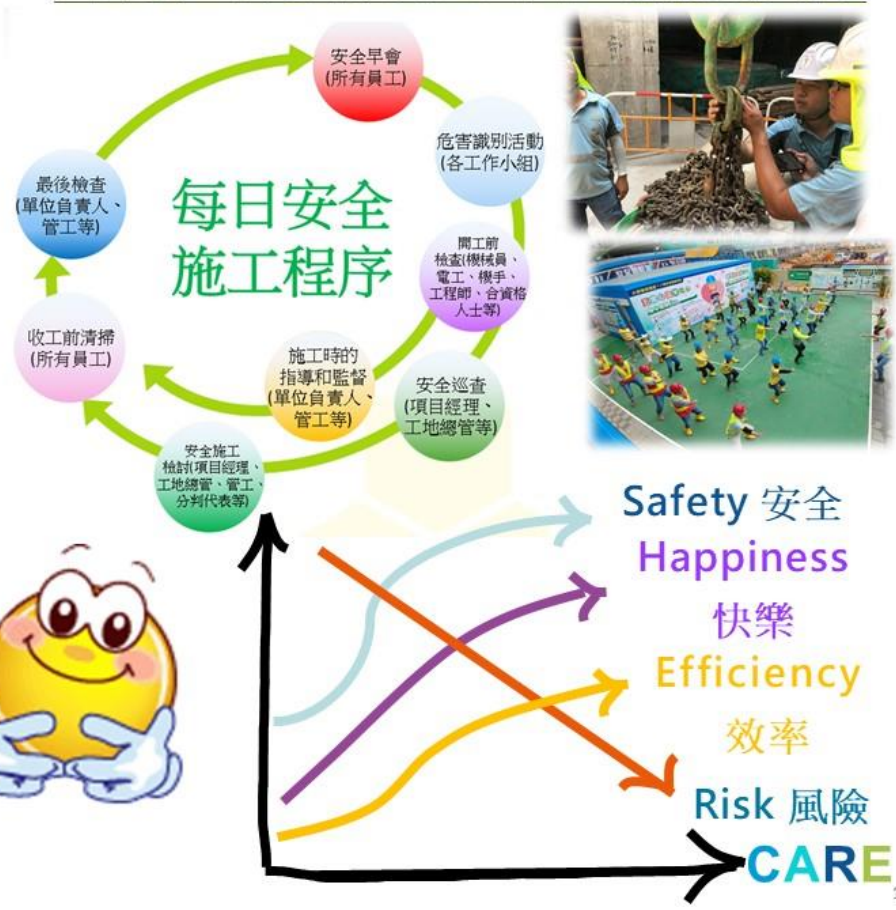 安全早會
(所有員工)
危害識別活動
(各工作小組)
開工前
檢查(機械員、
電工、機手、
工程師、合資格
人士等)
安全巡查
(項目經理、
工地總管等)
施工時的
指導和監督
(單位負責人、
管工等)
安全施工
檢討(項目經理、
工地總管、管工、
分判代表等)
收工前清掃
(所有員工)
最後檢查
(單位負責人、
管工等)
每日安全
施工程序
Safety 安全
Happiness
快樂
Efficiency
效率
Risk 風險
CARE